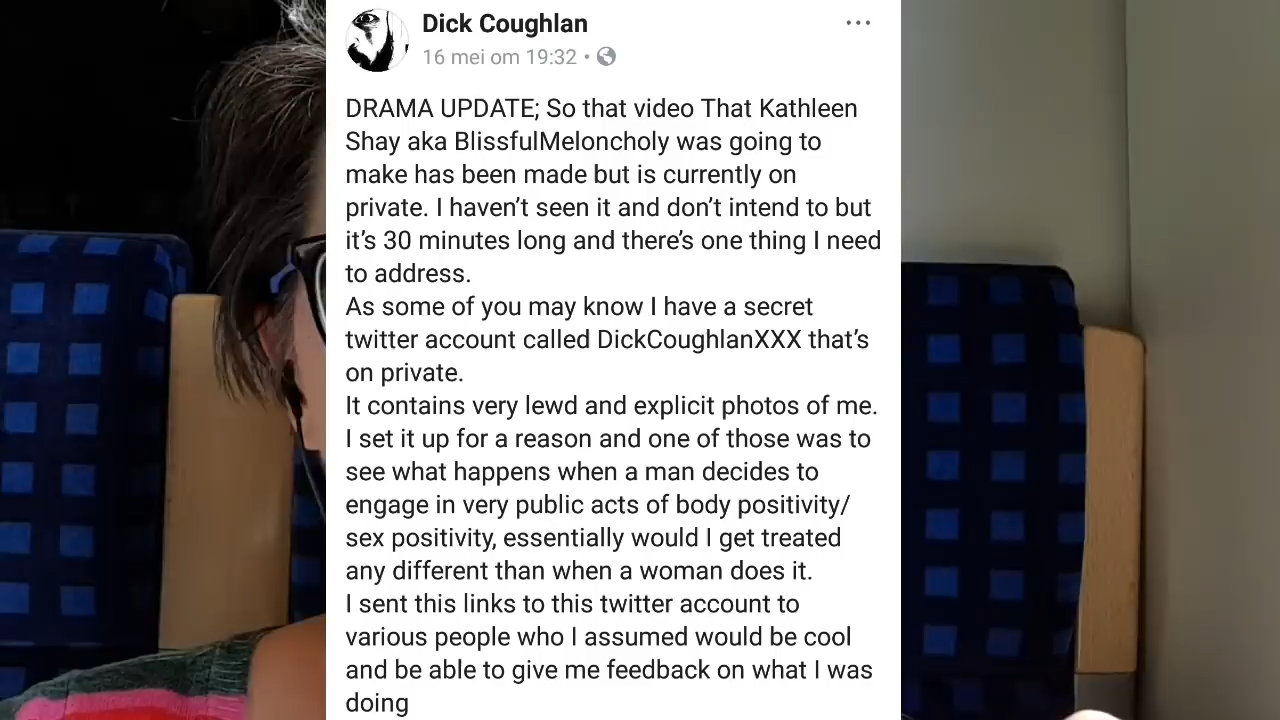 Dick Coughlan
16 mei om 19:32 •
DRAMA UPDATE; So that video That Kathleen
Shay aka BlissfulMeloncholy was going to
make has been made but is currently on
private. I haven’t seen it and don’t intend to but
it’s 30 minutes long and there’s one thing I need
to address.
As some of you may know I have a secret
twitter account called DickCoughlanXXX that’s
on private.
It contains very lewd and explicit photos of me.
I set it up for a reason and one of those was to
see what happens when a man decides to
engage in very public acts of body positivity/
sex positivity, essentially would I get treated
any different than when a woman does it.
I sent this links to this twitter account to
various people who I assumed would be cool
and be able to give me feedback on what I was
doing